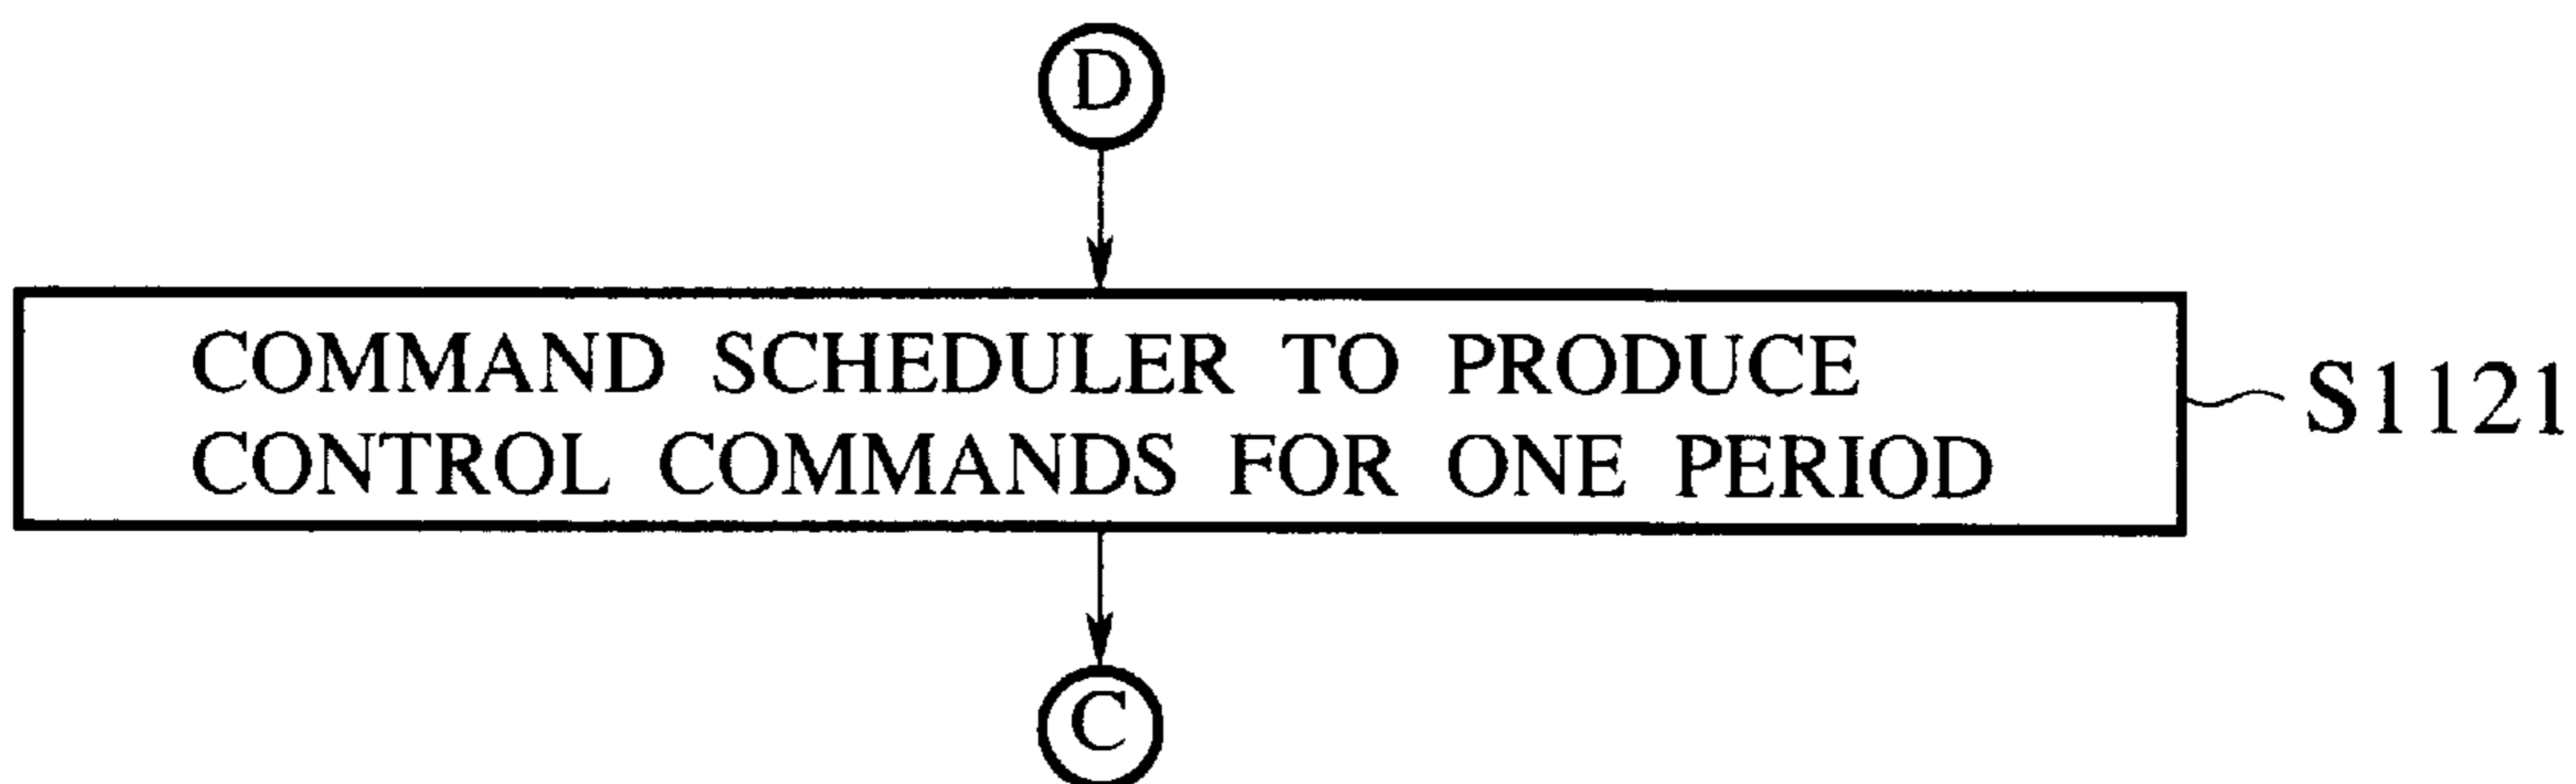 D
COMMAND SCHEDULER TO PRODUCE
CONTROL COMMANDS FOR ONE PERIOD
S1121
C